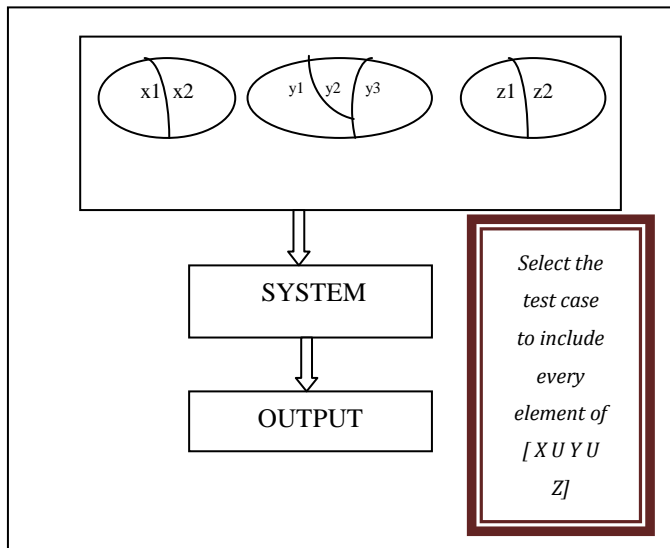 x1 x2 y1 y2 y3 z1 z2
SYSTEM
OUTPUT
Select the
test case
to include
every
element of
[ X U Y U
Z]